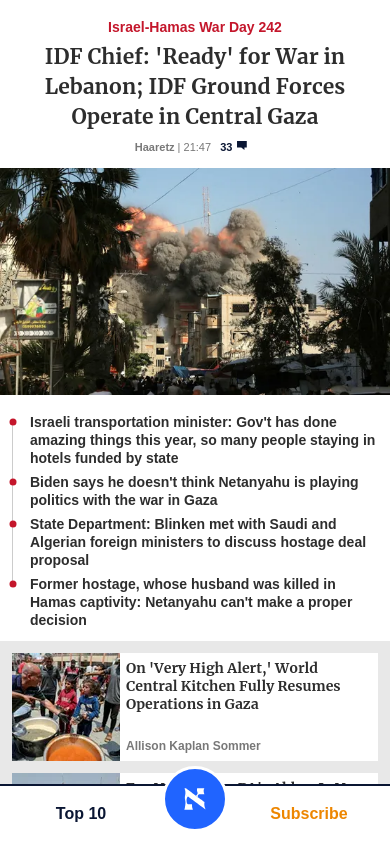 Israel-Hamas War Day 242
IDF Chief: 'Ready' for War in
Lebanon; IDF Ground Forces
Operate in Central Gaza
Haaretz | 21:47 33
Israeli transportation minister: Gov't has done
amazing things this year, so many people staying in
hotels funded by state
Biden says he doesn't think Netanyahu is playing
politics with the war in Gaza
State Department: Blinken met with Saudi and
Algerian foreign ministers to discuss hostage deal
proposal
Former hostage, whose husband was killed in
Hamas captivity: Netanyahu can't make a proper
decision
On 'Very High Alert,' World
Central Kitchen Fully Resumes
Operations in Gaza
Allison Kaplan Sommer
Top 10
Subscribe